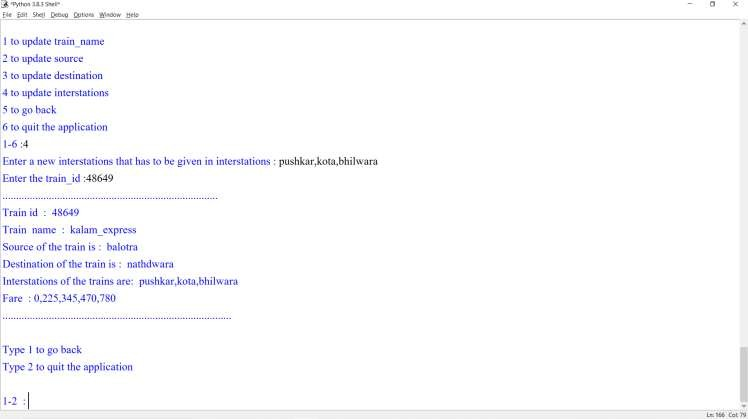 *Python 3.8.3 Shell*
File Edit Shell Debug Options Window Help
1 to update train_name
2 to update source
3 to update destination
4 to update interstations
5 to go back
6 to quit the application
1-6 :4
Enter a new interstations that has to be given in interstations : pushkar,kota,bhilwara
Enter the train_id :48649
................................................................................
Train id  :  48649
Train  name  :  kalam_express
Source of the train is :  balotra
Destination of the train is :  nathdwara
Interstations of the trains are:  pushkar,kota,bhilwara
Fare  : 0,225,345,470,780
.....................................................................................
Type 1 to go back
Type 2 to quit the application
1-2  :
Ln: 166  Col: 79